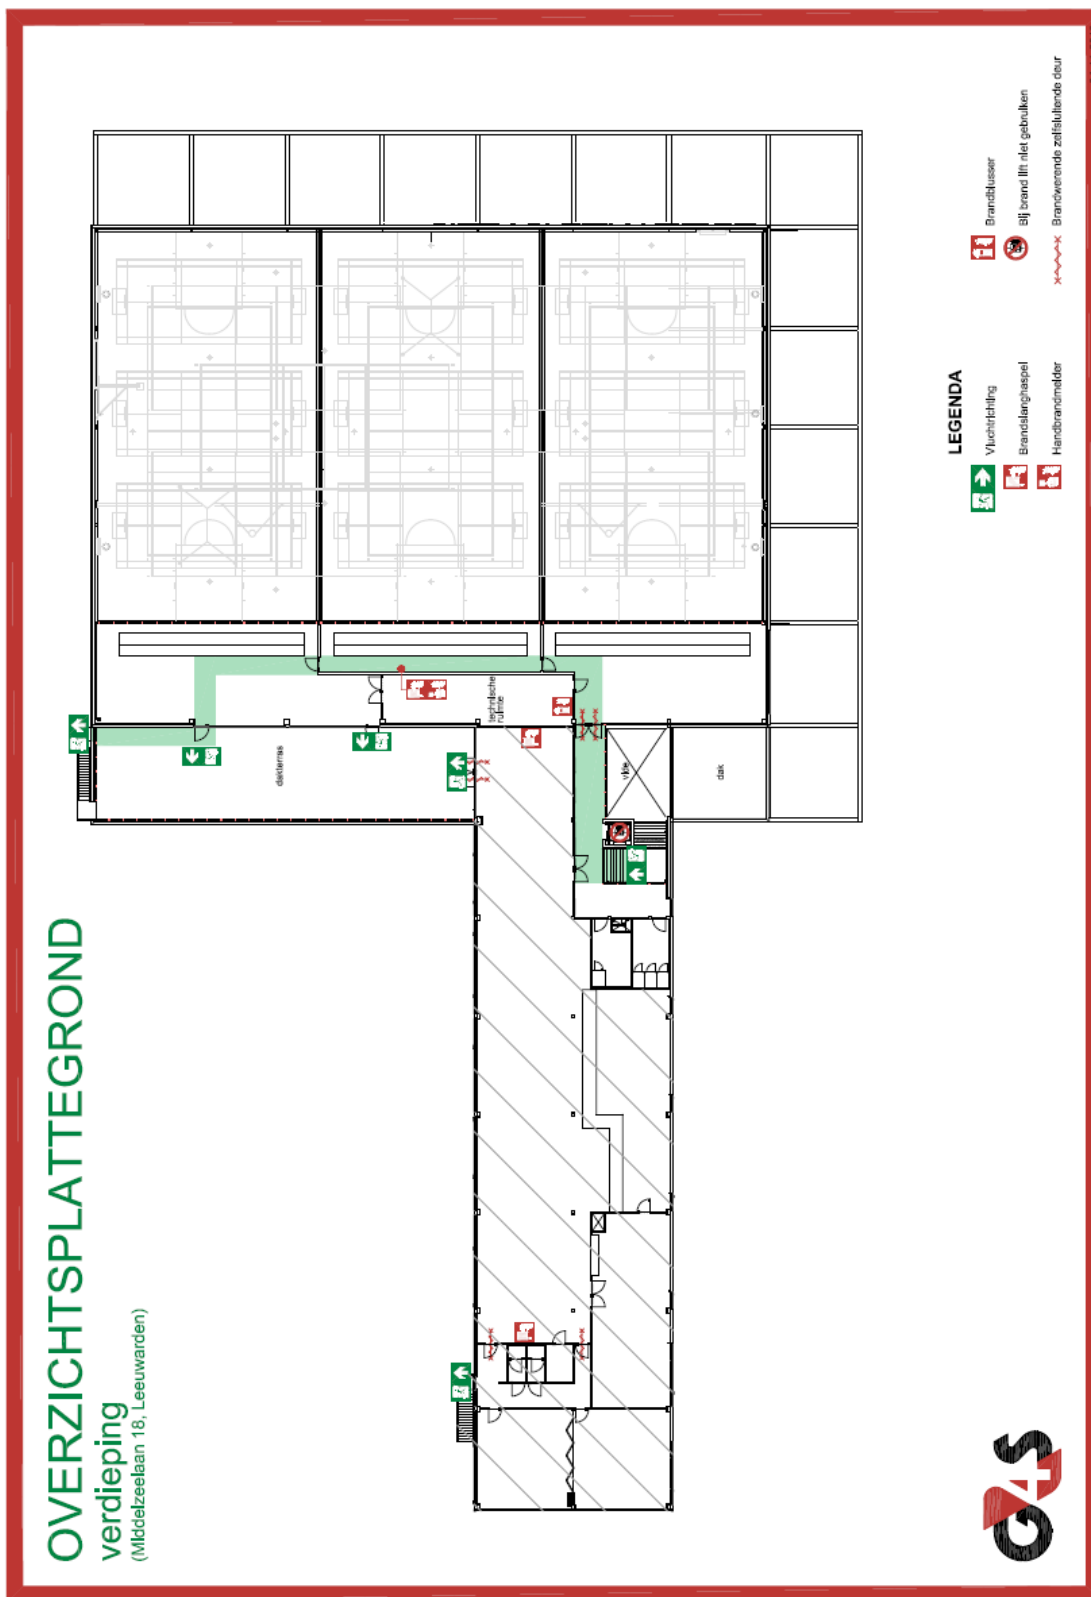 OVERZICHTSPLATTEGROND
verdieping
(Middelzeelaan 18, Leeuwarden)
dakterras
technische
ruimte
vide
dak
LEGENDA
Vluchtrichting
Brandslanghaspel
Handbrandmelder
Brandblusser
Bij brand lift niet gebruiken
Brandwerende zelfsluitende deur
G4S